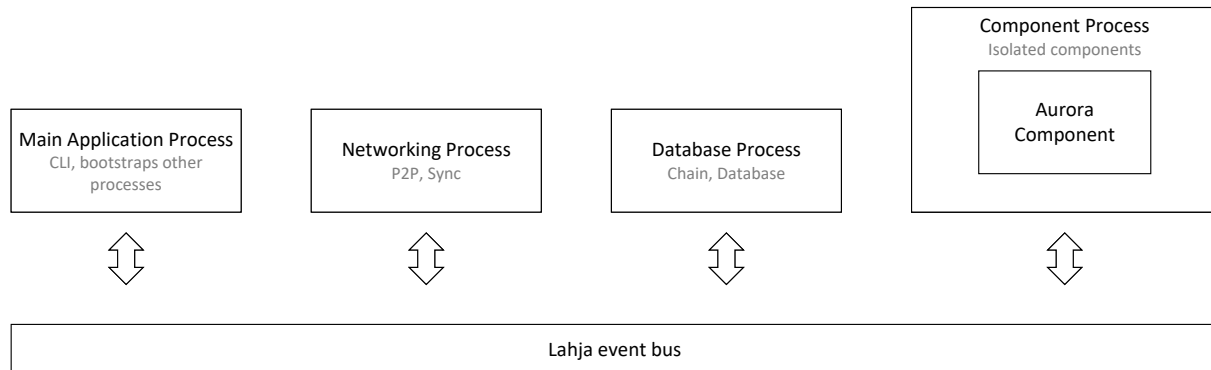 Component Process
Isolated components
Aurora
Component
Main Application Process
CLI, bootstraps other
processes
Networking Process
P2P, Sync
Database Process
Chain, Database
Lahja event bus